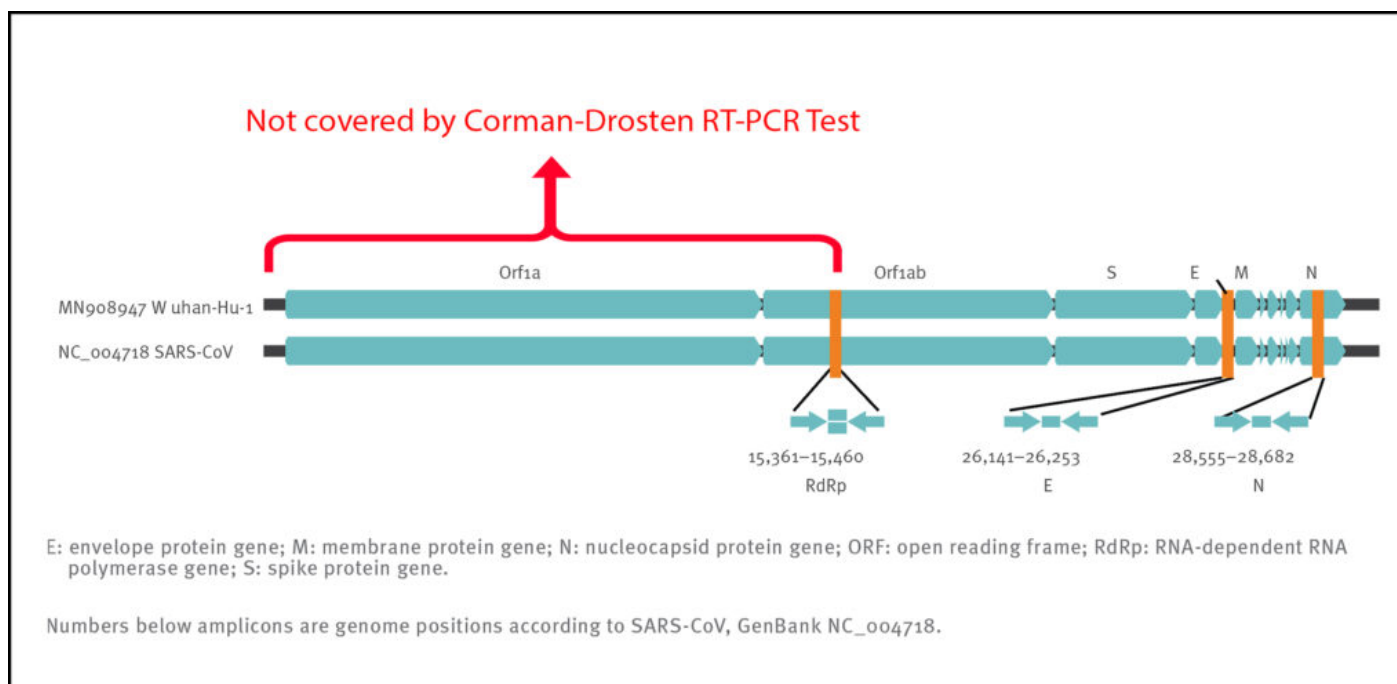 Not covered by Corman-Drosten RT-PCR Test
Orf1a Orf1ab S E M N
MN908947 W uhan-Hu-1
NC_004718 SARS-CoV
15,361–15,460 26,141–26,253 28,555–28,682
RdRp E N
E: envelope protein gene; M: membrane protein gene; N: nucleocapsid protein gene; ORF: open reading frame; RdRp: RNA-dependent RNA
polymerase gene; S: spike protein gene.
Numbers below amplicons are genome positions according to SARS-CoV, GenBank NC_004718.